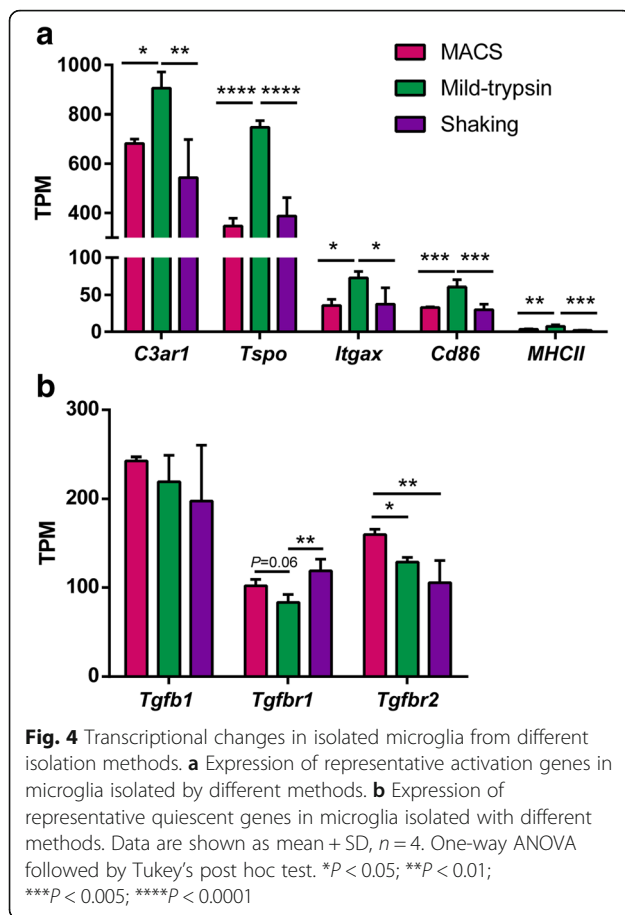 a
* ** **** **** * * *** *** ** ***
MACS
Mild-trypsin
Shaking
TPM
1000
800
600
400
100
50
0
C3ar1 Tspo Itgax Cd86 MHCII
b
300
200
100
0
TPM
P=0.06 ** ** *
Tgfb1 Tgfbr1 Tgfbr2
Fig. 4 Transcriptional changes in isolated microglia from different
isolation methods. a Expression of representative activation genes in
microglia isolated by different methods. b Expression of
representative quiescent genes in microglia isolated with different
methods. Data are shown as mean + SD, n = 4. One-way ANOVA
followed by Tukey's post hoc test. *P < 0.05; **P < 0.01;
***P < 0.005; ****P < 0.0001